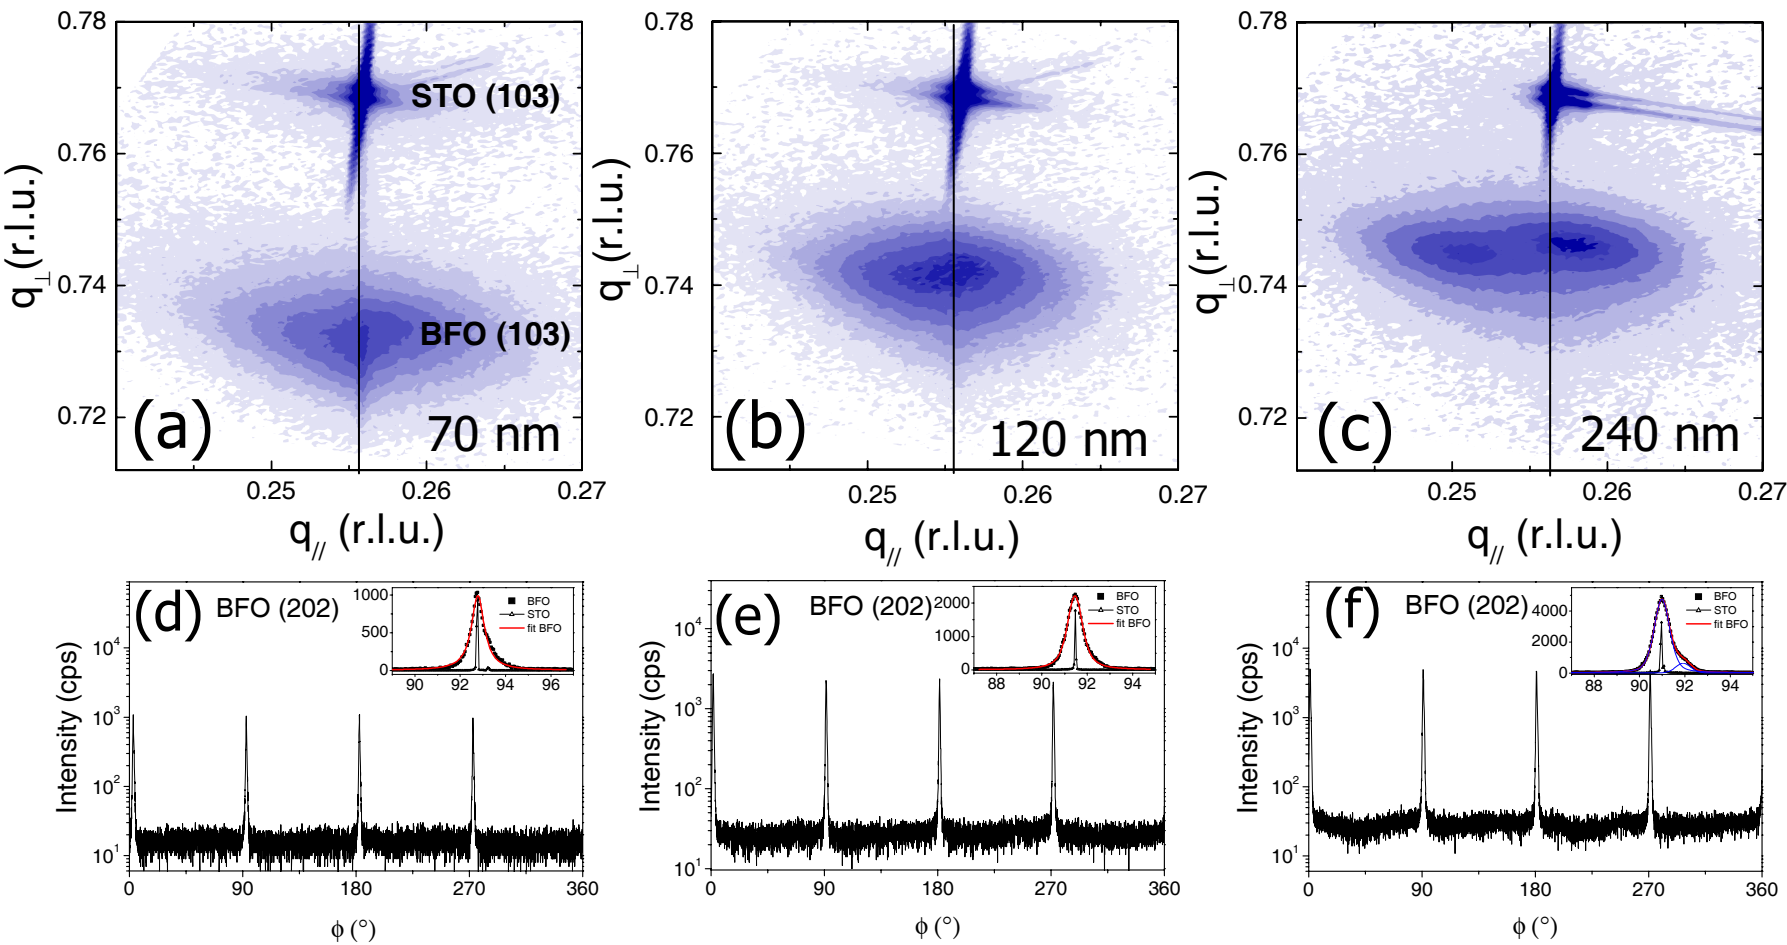 0.78
0.76
0.74
0.72
q⊥(r.l.u.)
STO (103)
BFO (103)
(a)
70 nm
0.25
0.26
0.27
q// (r.l.u.)
0.78
0.76
0.74
0.72
q⊥(r.l.u.)
(b)
120 nm
0.25
0.26
0.27
q// (r.l.u.)
0.78
0.76
0.74
0.72
q⊥(r.l.u.)
(c)
240 nm
0.25
0.26
0.27
q// (r.l.u.)
(d)
BFO (202)
1000
500
0
BFO
STO
fit BFO
90 92 94 96
10⁴
10³
10²
10¹
Intensity (cps)
0 90 180 270 360
ϕ (°)
(e)
BFO (202)
2000
1000
0
BFO
STO
fit BFO
88 90 92 94
10⁴
10³
10²
10¹
Intensity (cps)
0 90 180 270 360
ϕ (°)
(f)
BFO (202)
4000
2000
0
BFO
STO
fit BFO
88 90 92 94
10⁴
10³
10²
10¹
Intensity (cps)
0 90 180 270 360
ϕ (°)